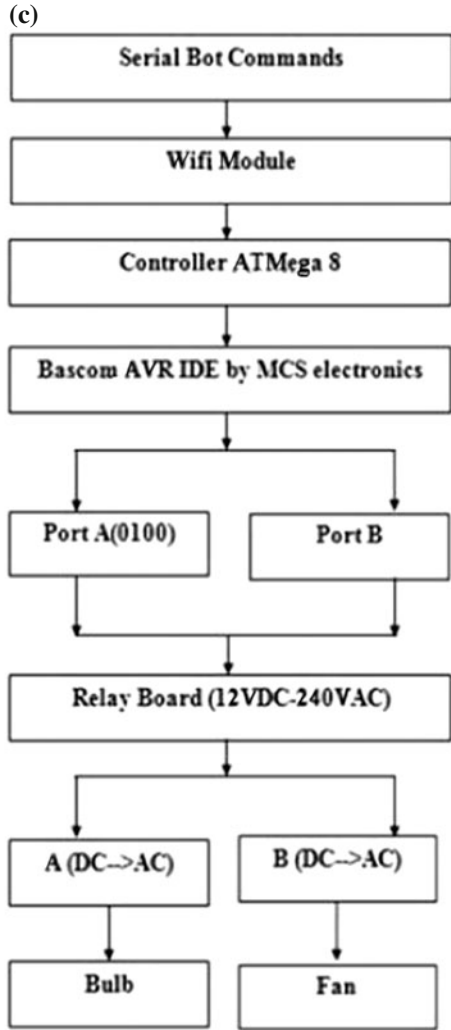 (c)
Serial Bot Commands
Wifi Module
Controller ATMega 8
Bascom AVR IDE by MCS electronics
Port A(0100)
Port B
Relay Board (12VDC-240VAC)
A (DC-->AC)
B (DC-->AC)
Bulb
Fan